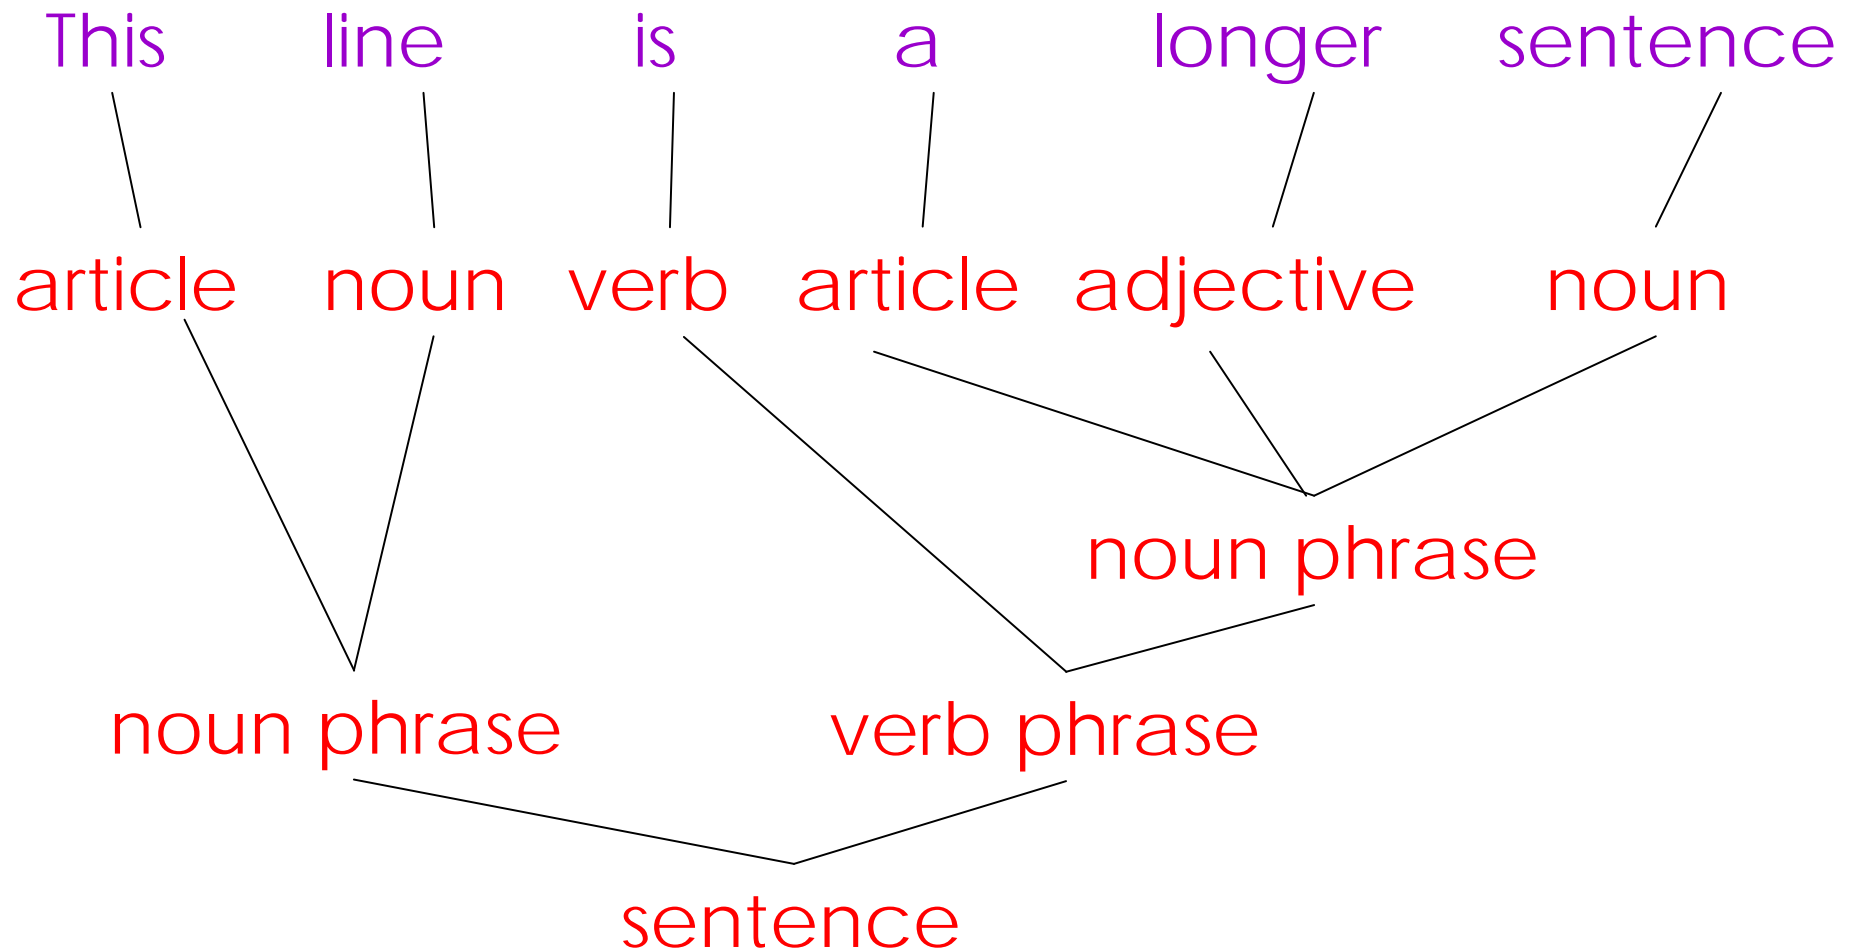 This line is a longer sentence
article noun verb article adjective noun
noun phrase
noun phrase verb phrase
sentence